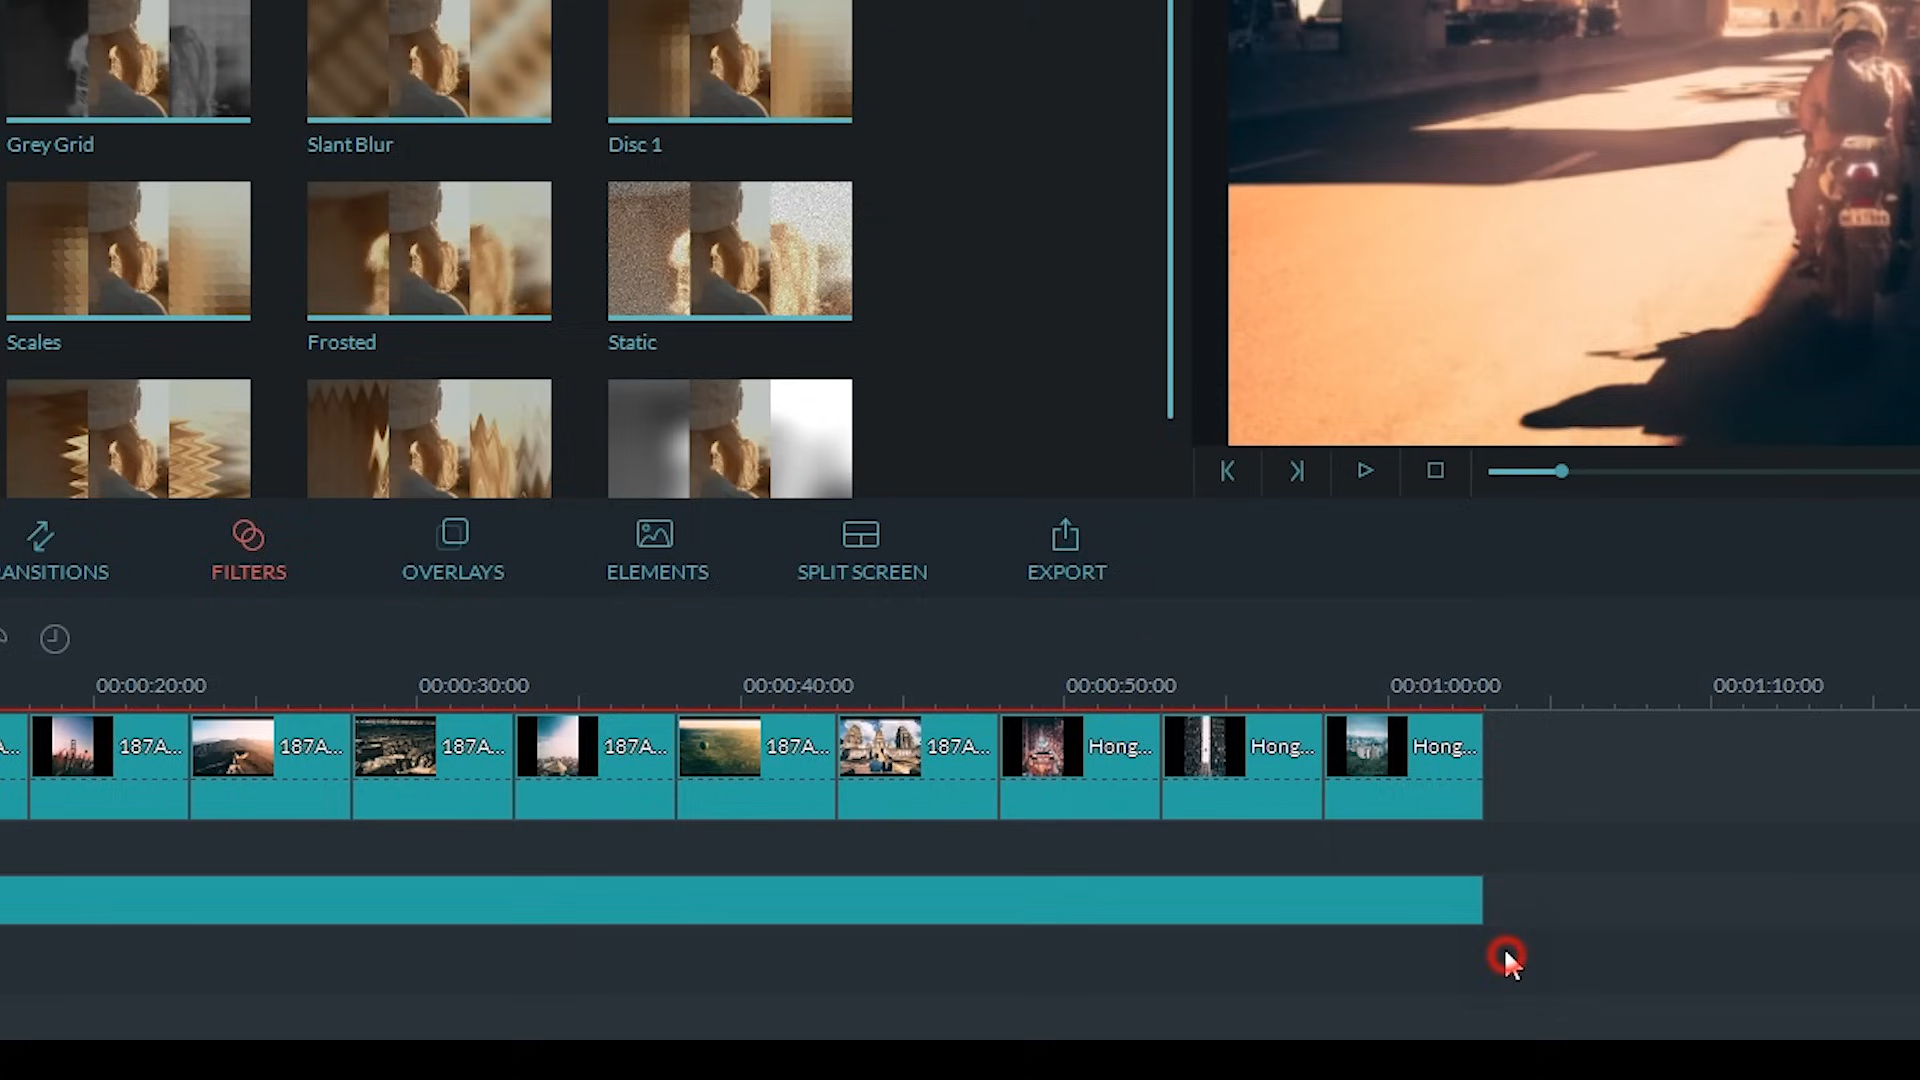 Grey Grid
Slant Blur
Disc 1
Scales
Frosted
Static
ANSITIONS
FILTERS
OVERLAYS
ELEMENTS
SPLIT SCREEN
EXPORT
00:00:20:00
00:00:30:00
00:00:40:00
00:00:50:00
00:01:00:00
00:01:10:00
A...
187A...
187A...
187A...
187A...
187A...
187A...
Hong...
Hong...
Hong...